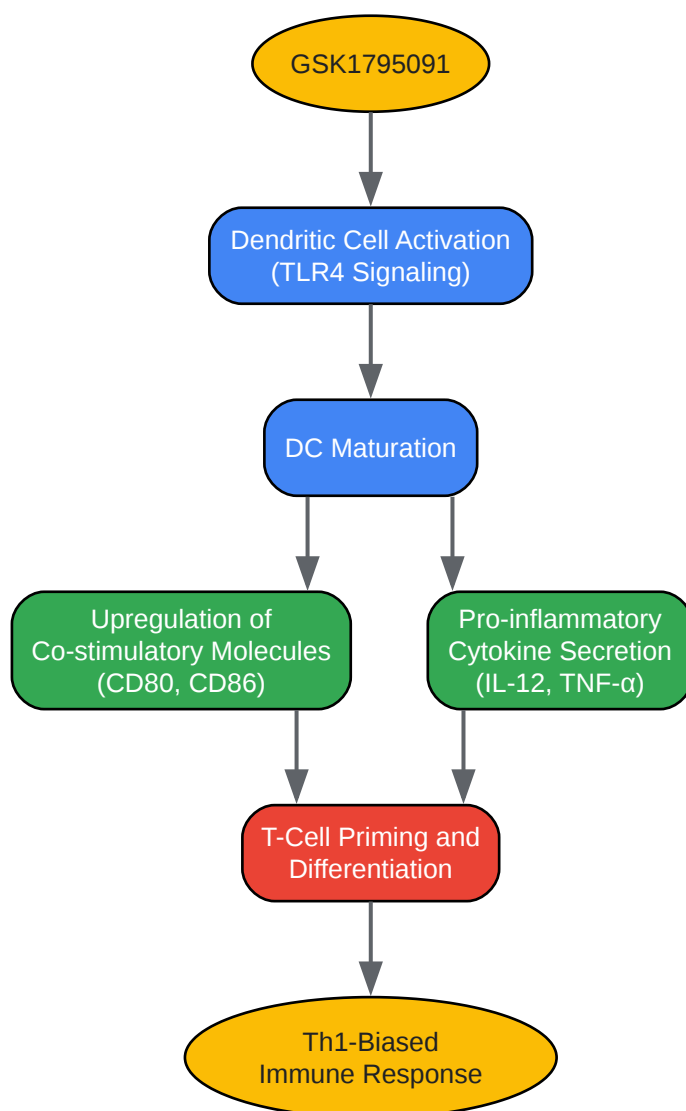 GSK1795091
Dendritic Cell Activation
(TLR4 Signaling)
DC Maturation
Upregulation of
Co-stimulatory Molecules
(CD80, CD86)
Pro-inflammatory
Cytokine Secretion
(IL-12, TNF-α)
T-Cell Priming and
Differentiation
Th1-Biased
Immune Response